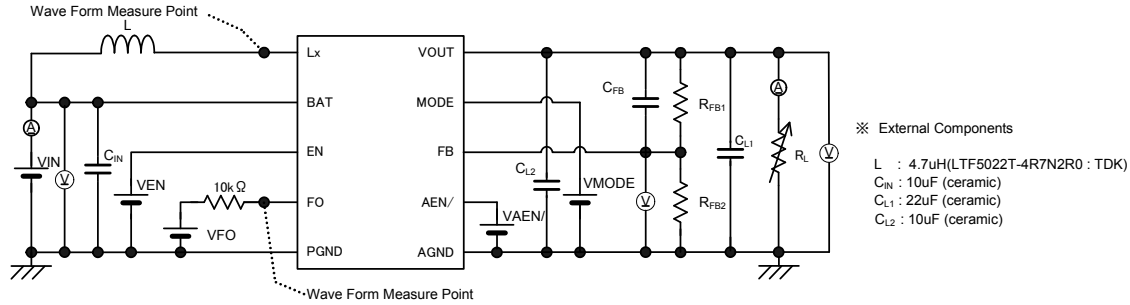 Wave Form Measure Point
L
Lx
VOUT
BAT
MODE
EN
FB
FO
AEN/
PGND
AGND
A
VIN
V
CIN
VEN
10kΩ
VFO
Wave Form Measure Point
CFB
RFB1
CL2
VMODE
V
RFB2
VAEN/
CL1
A
RL
V
※ External Components
L : 4.7uH(LTF5022T-4R7N2R0 : TDK)
CIN : 10uF (ceramic)
CL1 : 22uF (ceramic)
CL2 : 10uF (ceramic)